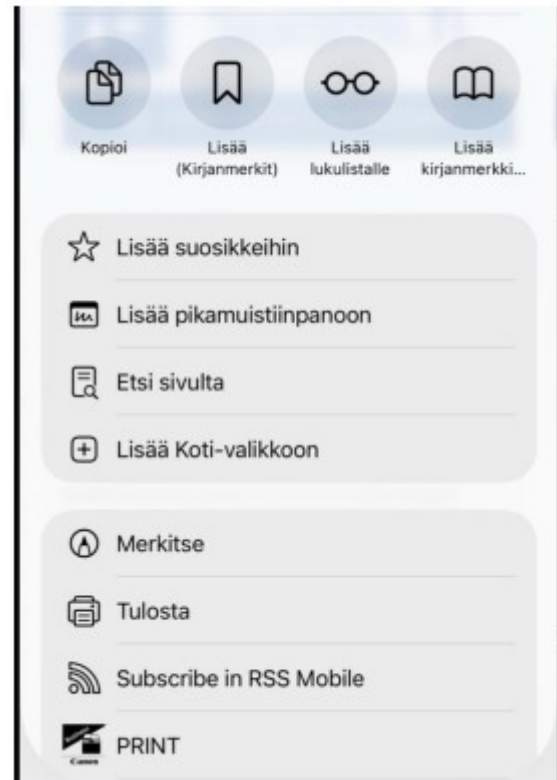 Kopioi
Lisää
(Kirjanmerkit)
Lisää
lukulistalle
Lisää
kirjanmerkki...
Lisää suosikkeihin
Lisää pikamuistiinpanoon
Etsi sivulta
Lisää Koti-valikkoon
Merkitse
Tulosta
Subscribe in RSS Mobile
Canon
PRINT